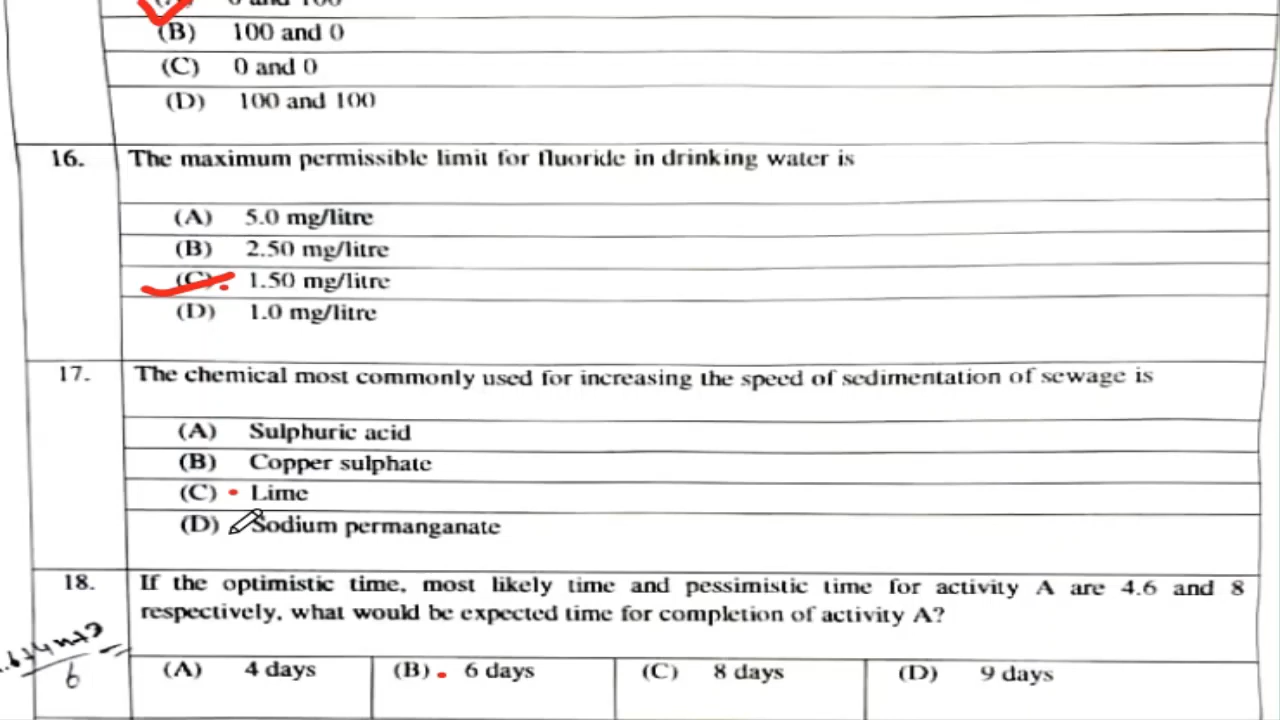 0 and 100
(B) 100 and 0
(C) 0 and 0
(D) 100 and 100
16. The maximum permissible limit for fluoride in drinking water is
(A) 5.0 mg/litre
(B) 2.50 mg/litre
(C) 1.50 mg/litre
(D) 1.0 mg/litre
17. The chemical most commonly used for increasing the speed of sedimentation of sewage is
(A) Sulphuric acid
(B) Copper sulphate
(C) Lime
(D) Sodium permanganate
18. If the optimistic time, most likely time and pessimistic time for activity A are 4.6 and 8
respectively, what would be expected time for completion of activity A?
6
(A) 4 days (B) 6 days (C) 8 days (D) 9 days